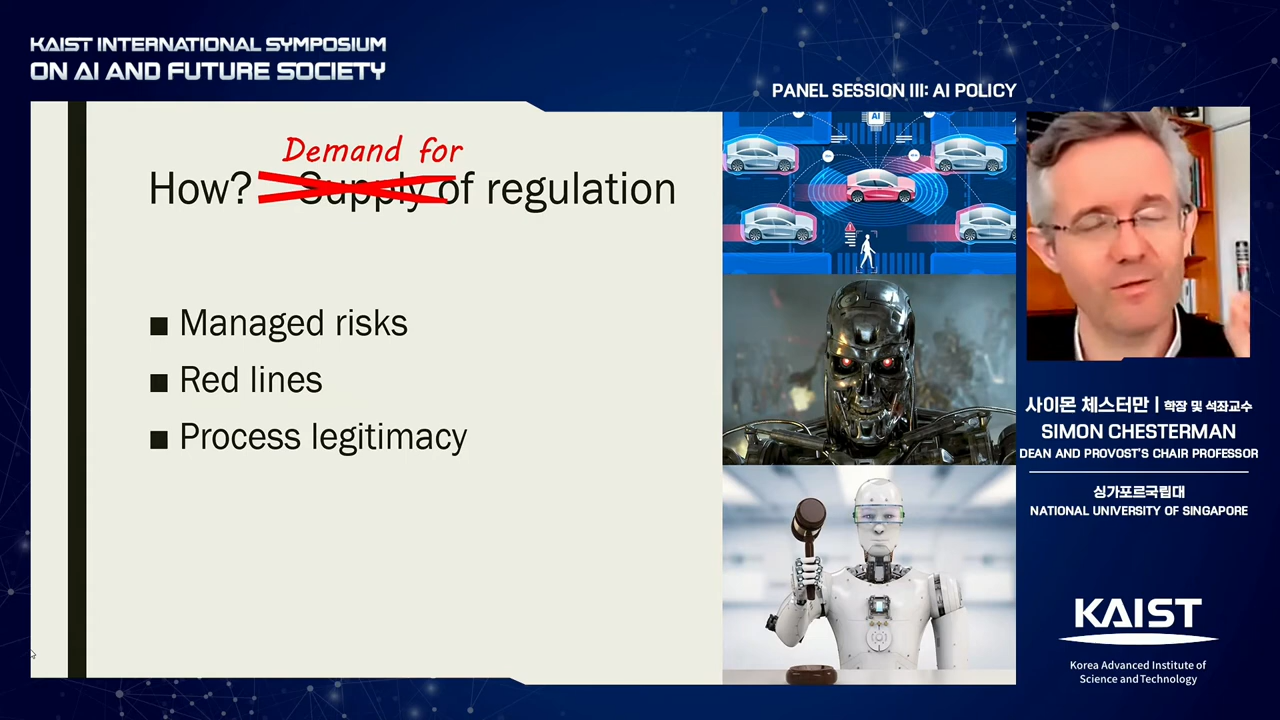 KAIST INTERNATIONAL SYMPOSIUM
ON AI AND FUTURE SOCIETY
PANEL SESSION III: AI POLICY
Demand for
How? Supply of regulation
■ Managed risks
■ Red lines
■ Process legitimacy
AI
사이몬 체스터만 | 학장 및 석좌교수
SIMON CHESTERMAN
DEAN AND PROVOST'S CHAIR PROFESSOR
싱가포르국립대
NATIONAL UNIVERSITY OF SINGAPORE
KAIST
Korea Advanced Institute of
Science and Technology